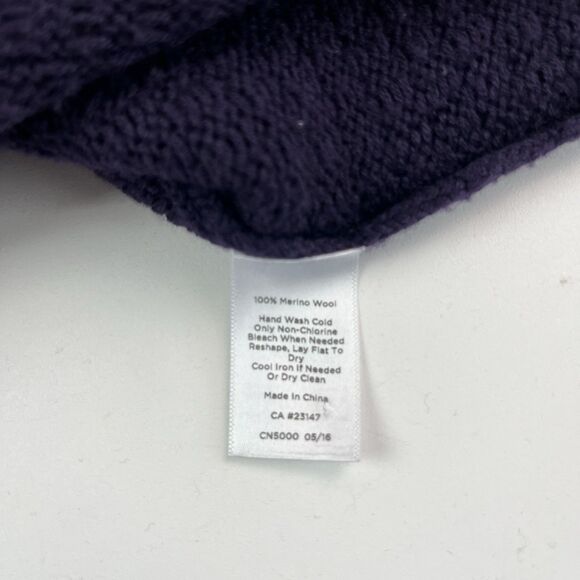 100% Merino Wool
Hand Wash Cold
Only Non-Chlorine
Bleach When Needed
Reshape, Lay Flat To
Dry
Cool Iron If Needed
Or Dry Clean
Made In China
CA #23147
CN5000 05/16